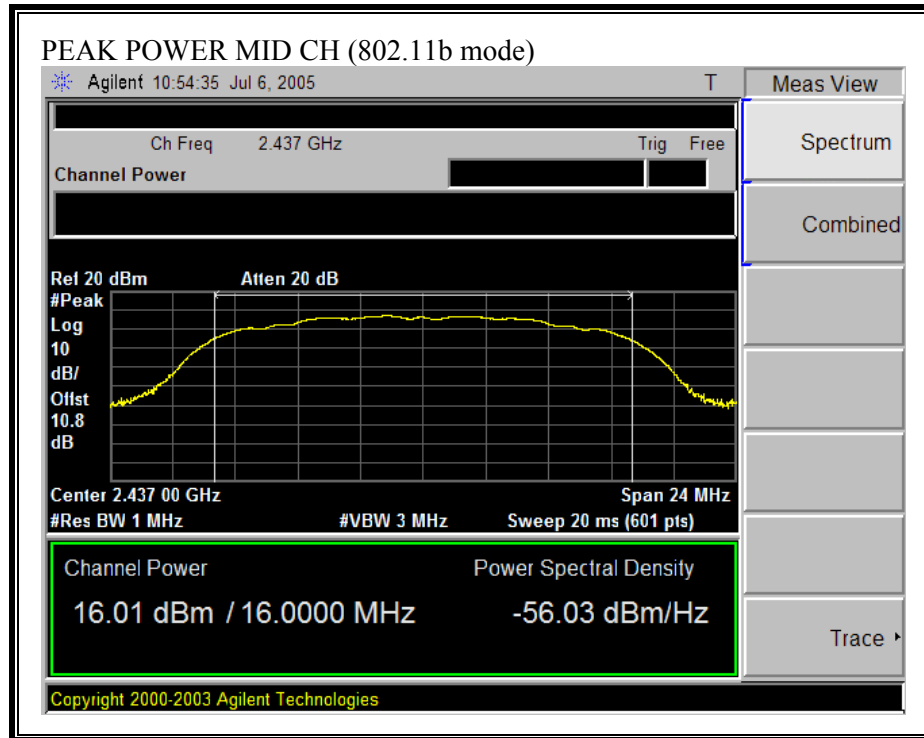 PEAK POWER MID CH (802.11b mode)
Agilent 10:54:35 Jul 6, 2005 T
Meas View
Ch Freq 2.437 GHz Trig Free
Channel Power
Spectrum
Combined
Ref 20 dBm Atten 20 dB
#Peak
Log
10
dB/
Offst
10.8
dB
Center 2.437 00 GHz Span 24 MHz
#Res BW 1 MHz #VBW 3 MHz Sweep 20 ms (601 pts)
Channel Power Power Spectral Density
16.01 dBm / 16.0000 MHz -56.03 dBm/Hz
Trace
Copyright 2000-2003 Agilent Technologies